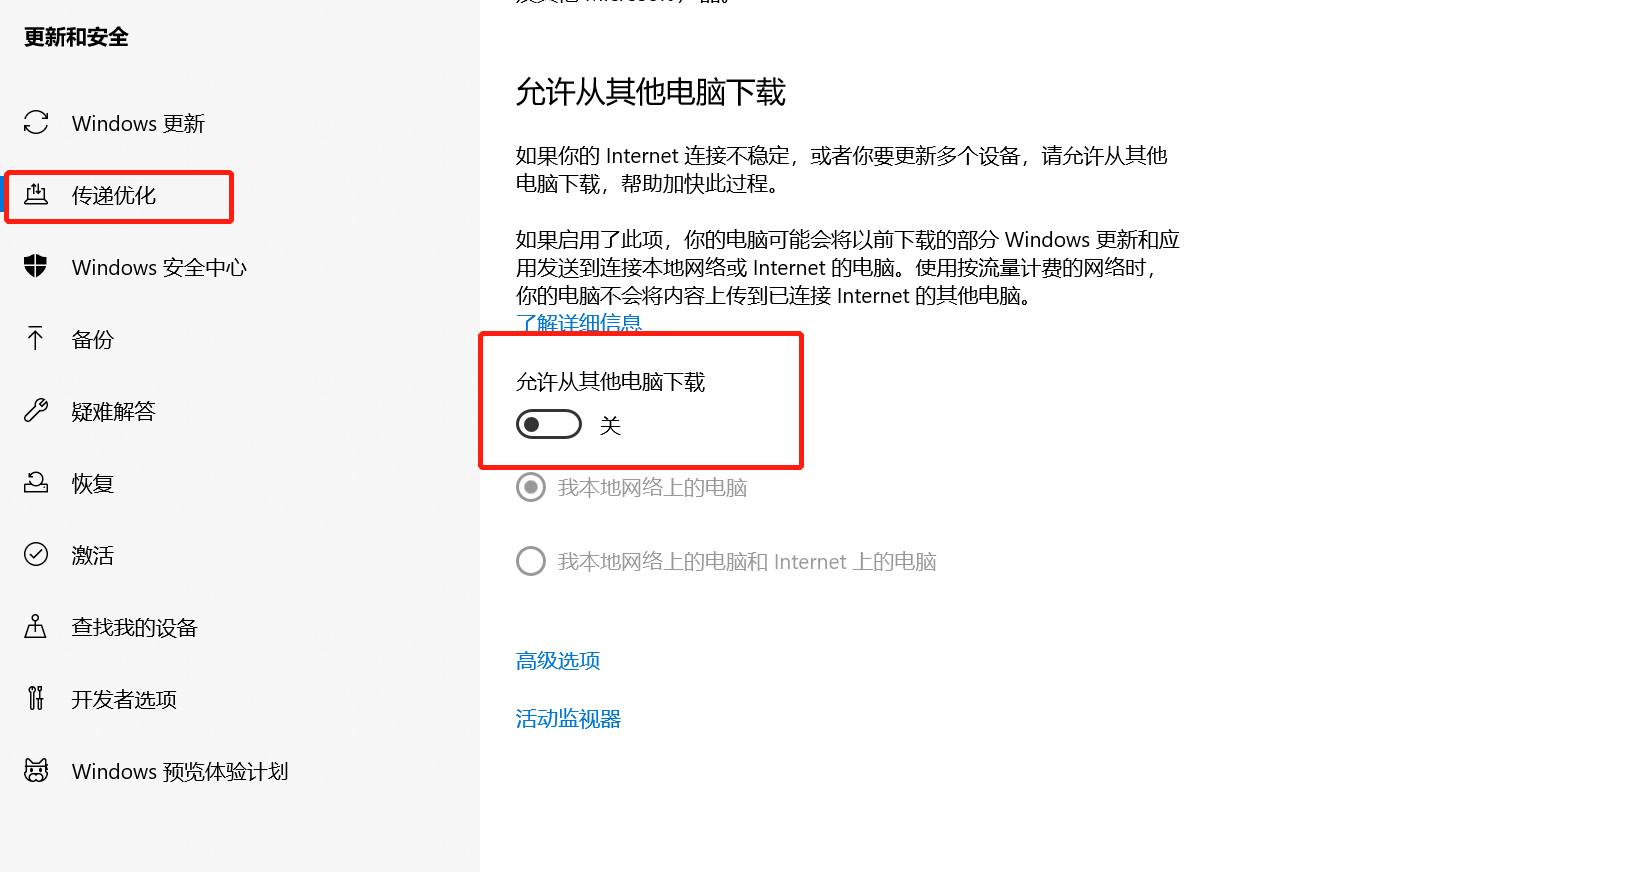 更新和安全
Windows 更新
传递优化
Windows 安全中心
备份
疑难解答
恢复
激活
查找我的设备
开发者选项
Windows 预览体验计划
允许从其他电脑下载
如果你的 Internet 连接不稳定，或者你要更新多个设备，请允许从其他
电脑下载，帮助加快此过程。
如果启用了此项，你的电脑可能会将以前下载的部分 Windows 更新和应
用发送到连接本地网络或 Internet 的电脑。使用按流量计费的网络时，
你的电脑不会将内容上传到已连接 Internet 的其他电脑。
了解详细信息
允许从其他电脑下载
关
我本地网络上的电脑
我本地网络上的电脑和 Internet 上的电脑
高级选项
活动监视器